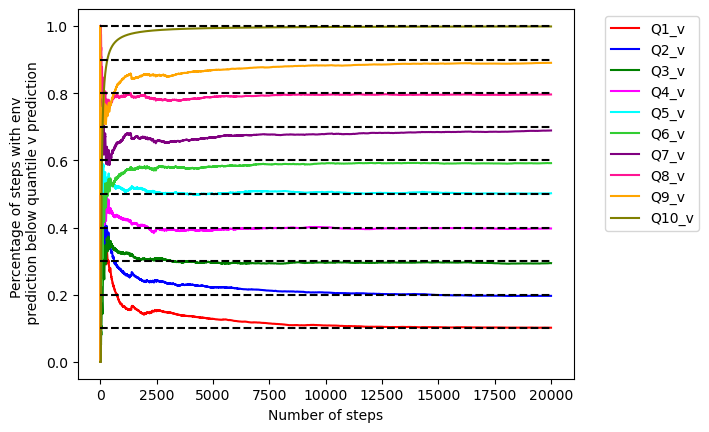 Percentage of steps with env
prediction below quantile v prediction
1.0
0.8
0.6
0.4
0.2
0.0
0
2500
5000
7500
10000
12500
15000
17500
20000
Number of steps
Q1_v
Q2_v
Q3_v
Q4_v
Q5_v
Q6_v
Q7_v
Q8_v
Q9_v
Q10_v